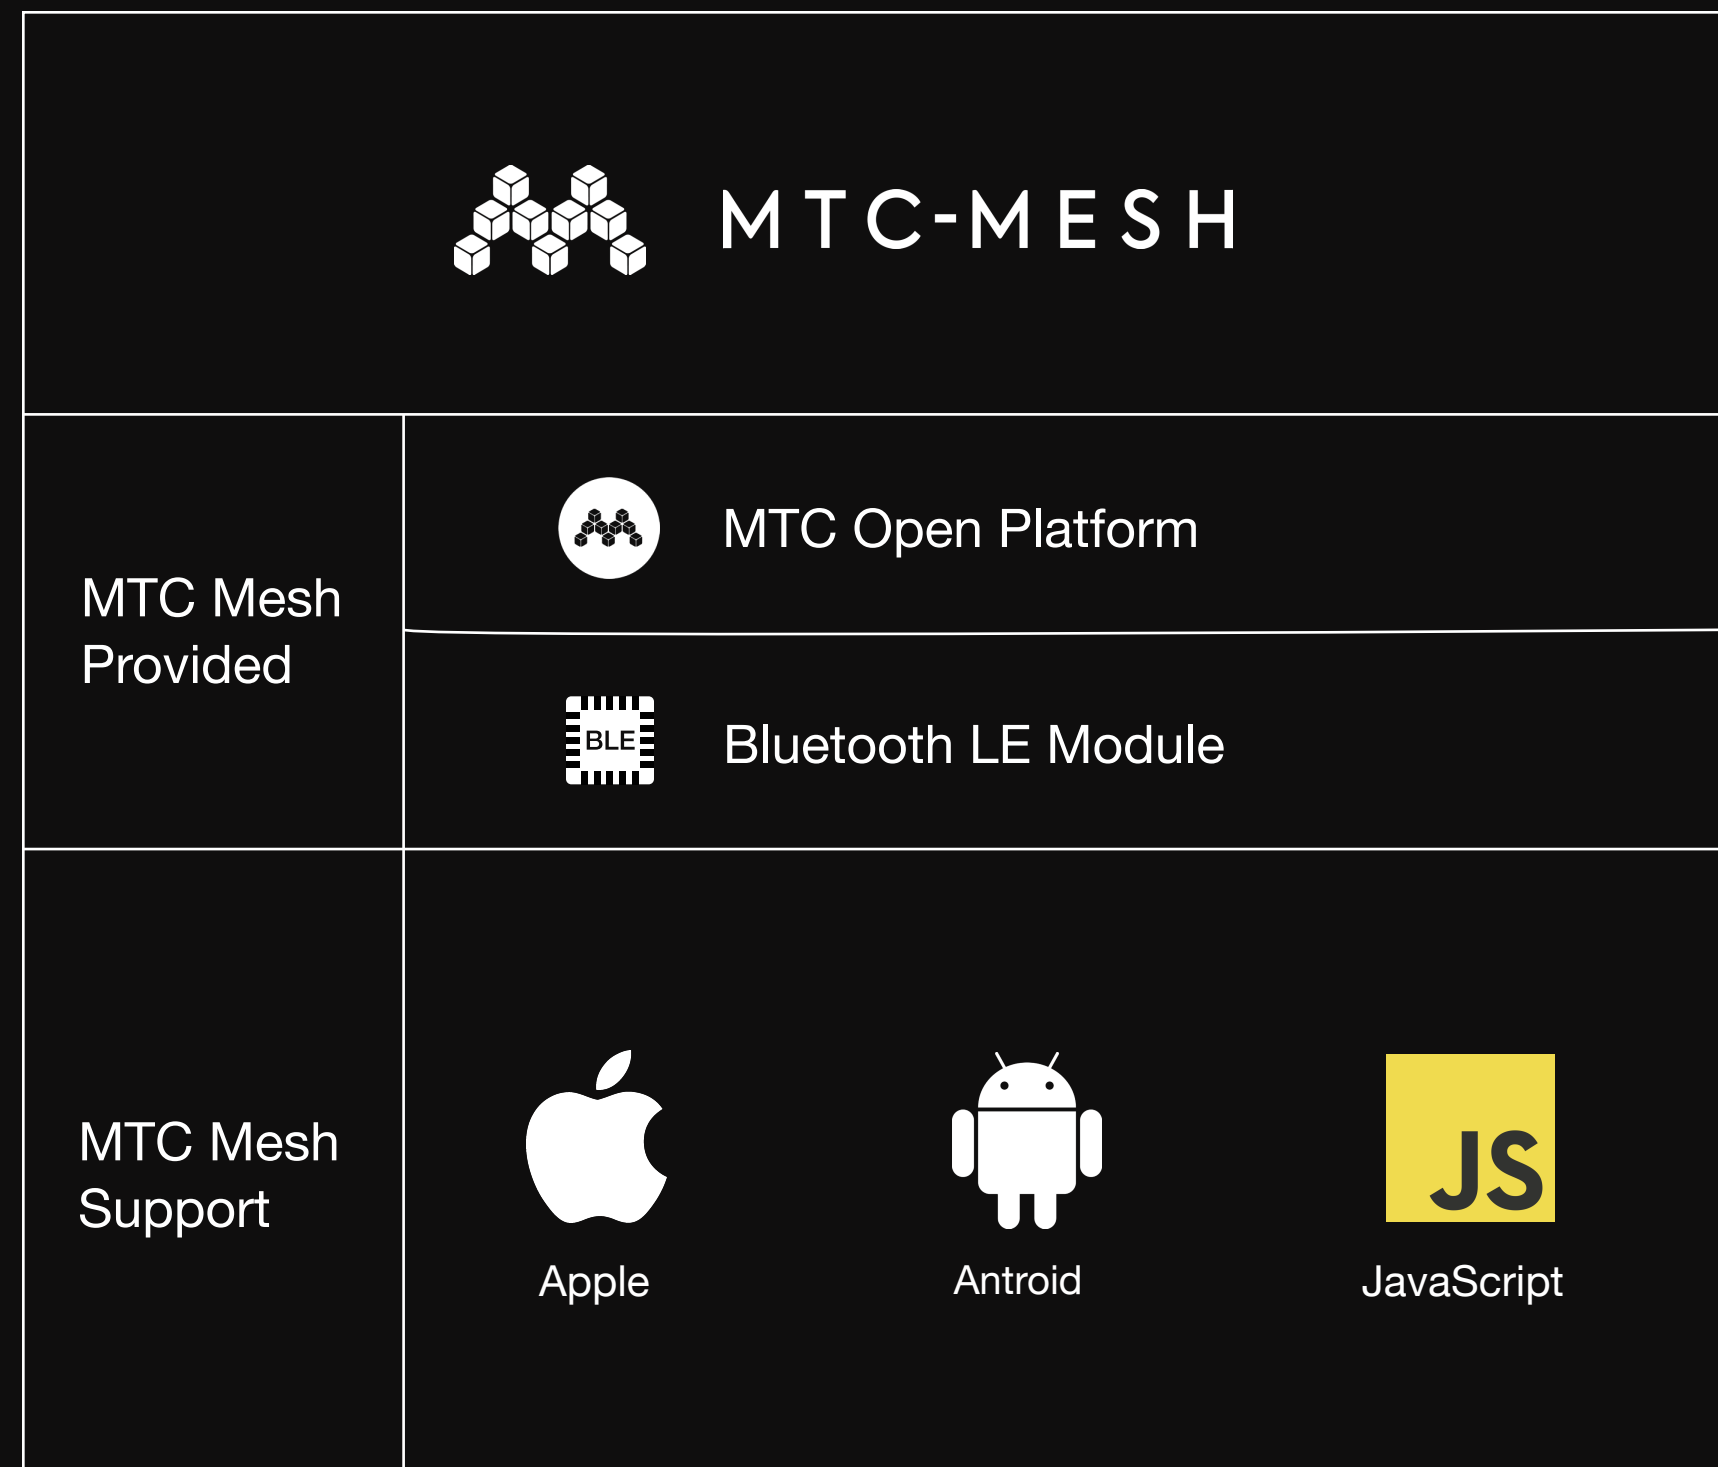 MTC-MESH
MTC Mesh
Provided
MTC Open Platform
BLE
Bluetooth LE Module
MTC Mesh
Support
JS
Apple
Antroid
JavaScript